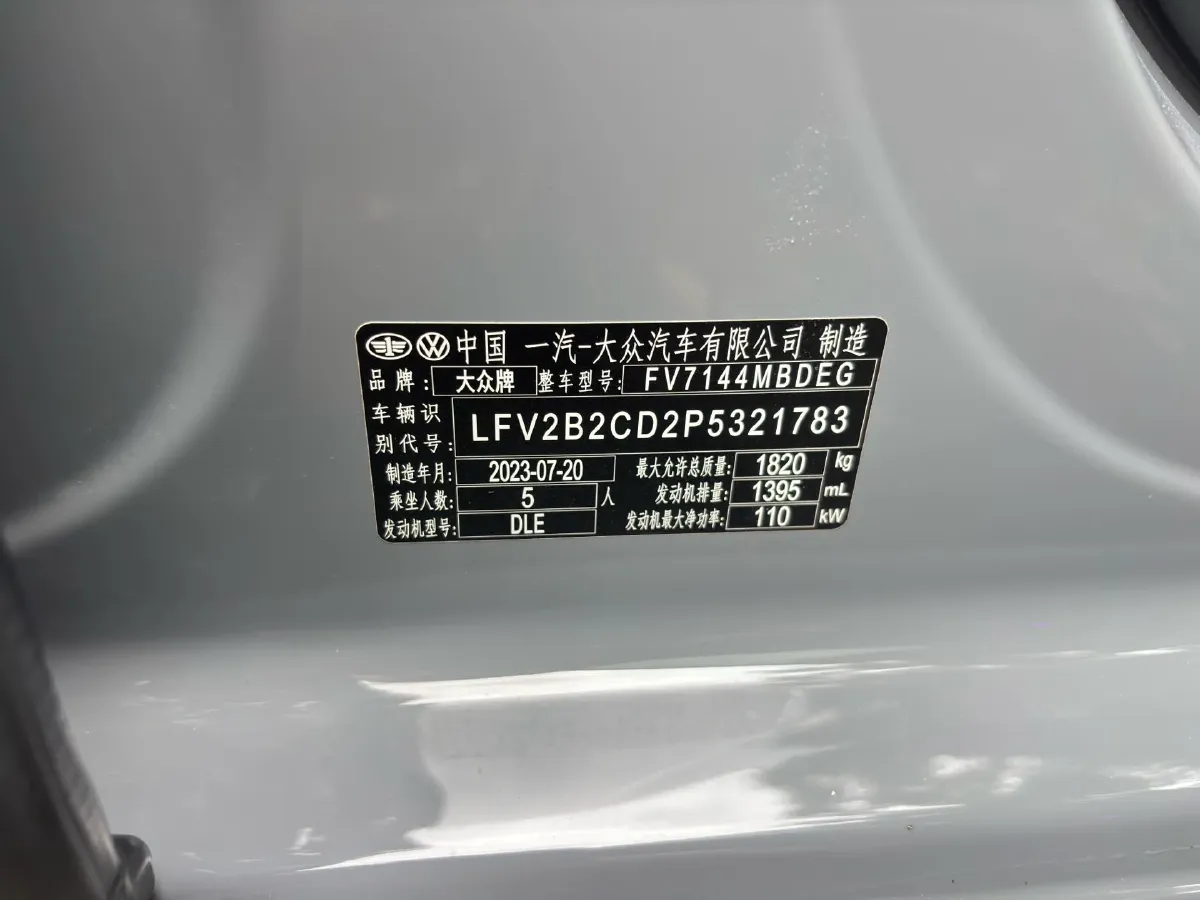 中国 一汽-大众汽车有限公司 制造
品牌: 大众牌 整车型号: FV7144MBDEG
车辆识别代号: LFV2B2CD2P5321783
制造年月: 2023-07-20 最大允许总质量: 1820 kg
乘坐人数: 5 人 发动机排量: 1395 mL
发动机型号: DLE 发动机最大净功率: 110 kW